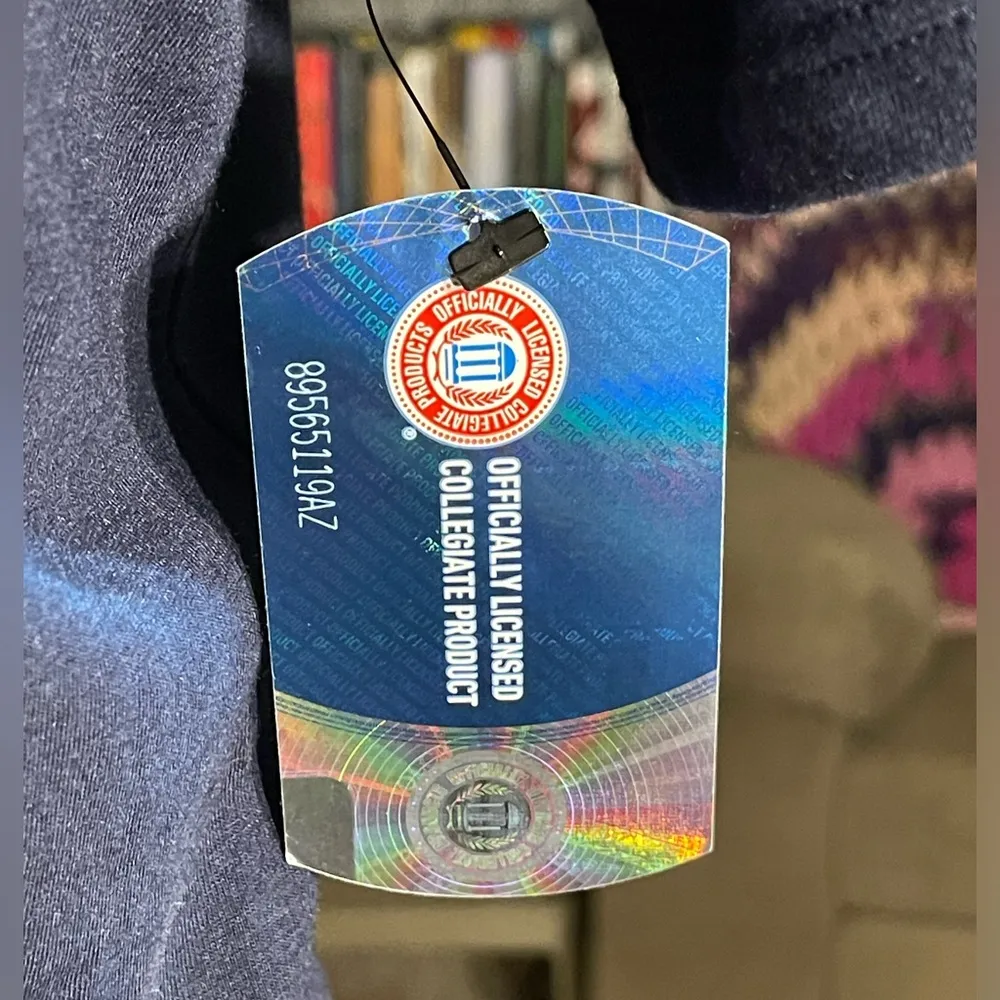 OFFICIALLY LICENSED COLLEGIATE PRODUCTS
®
OFFICIALLY LICENSED
COLLEGIATE PRODUCT
89565119AZ